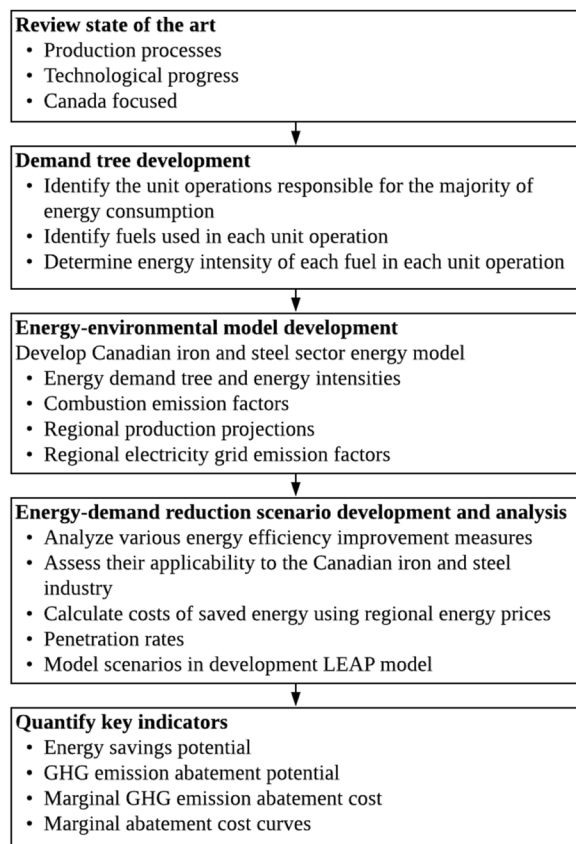 Review state of the art
• Production processes
• Technological progress
• Canada focused
Demand tree development
• Identify the unit operations responsible for the majority of
energy consumption
• Identify fuels used in each unit operation
• Determine energy intensity of each fuel in each unit operation
Energy-environmental model development
Develop Canadian iron and steel sector energy model
• Energy demand tree and energy intensities
• Combustion emission factors
• Regional production projections
• Regional electricity grid emission factors
Energy-demand reduction scenario development and analysis
• Analyze various energy efficiency improvement measures
• Assess their applicability to the Canadian iron and steel
industry
• Calculate costs of saved energy using regional energy prices
• Penetration rates
• Model scenarios in development LEAP model
Quantify key indicators
• Energy savings potential
• GHG emission abatement potential
• Marginal GHG emission abatement cost
• Marginal abatement cost curves